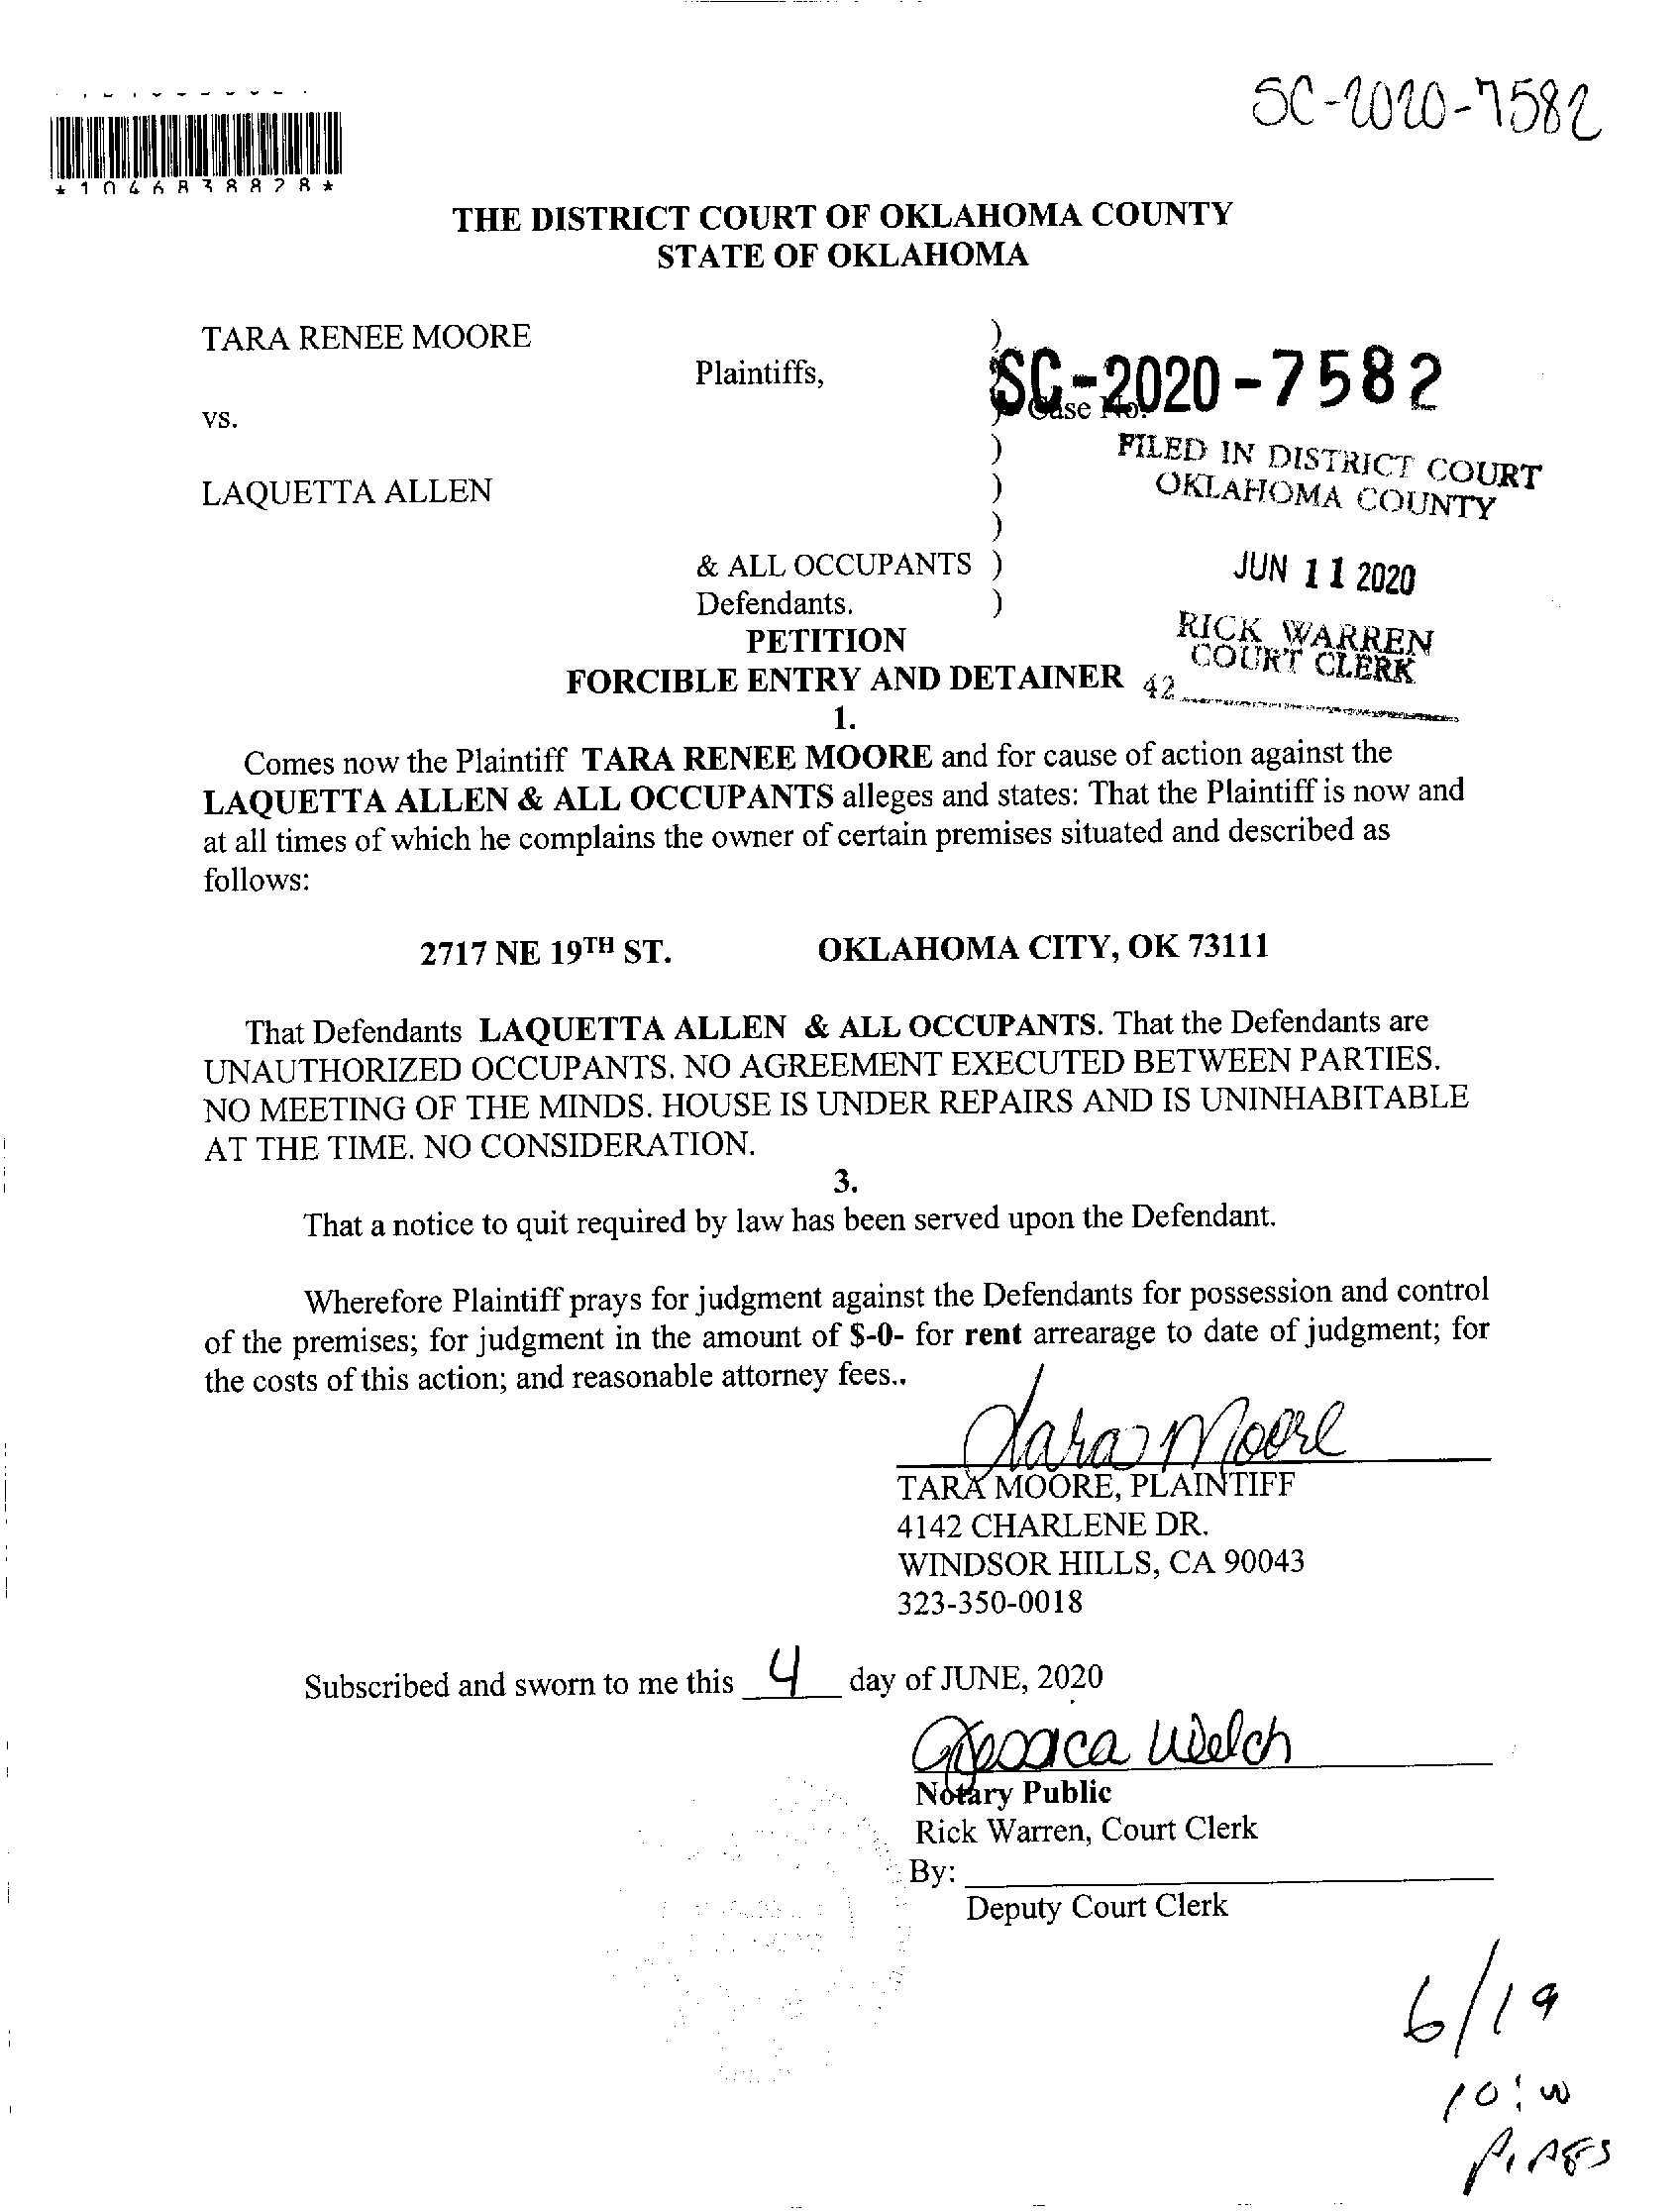 SC-2020-7582
*1046838828*
THE DISTRICT COURT OF OKLAHOMA COUNTY
STATE OF OKLAHOMA
TARA RENEE MOORE )
Plaintiffs,
SC-2020-7582
Case No.
vs.
)
LAQUETTA ALLEN )
)
FILED IN DISTRICT COURT
OKLAHOMA COUNTY
& ALL OCCUPANTS )
Defendants. )
JUN 11 2020
RICK WARREN
COURT CLERK
42
PETITION
FORCIBLE ENTRY AND DETAINER
1.
Comes now the Plaintiff TARA RENEE MOORE and for cause of action against the
LAQUETTA ALLEN & ALL OCCUPANTS alleges and states: That the Plaintiff is now and
at all times of which he complains the owner of certain premises situated and described as
follows:
2717 NE 19TH ST. OKLAHOMA CITY, OK 73111
That Defendants LAQUETTA ALLEN & ALL OCCUPANTS. That the Defendants are
UNAUTHORIZED OCCUPANTS. NO AGREEMENT EXECUTED BETWEEN PARTIES.
NO MEETING OF THE MINDS. HOUSE IS UNDER REPAIRS AND IS UNINHABITABLE
AT THE TIME. NO CONSIDERATION.
3.
That a notice to quit required by law has been served upon the Defendant.
Wherefore Plaintiff prays for judgment against the Defendants for possession and control
of the premises; for judgment in the amount of $-0- for rent arrearage to date of judgment; for
the costs of this action; and reasonable attorney fees..
Tara Moore
TARA MOORE, PLAINTIFF
4142 CHARLENE DR.
WINDSOR HILLS, CA 90043
323-350-0018
Subscribed and sworn to me this 4 day of JUNE, 2020
Jessica Welch
Notary Public
Rick Warren, Court Clerk
By:
Deputy Court Clerk
6/19